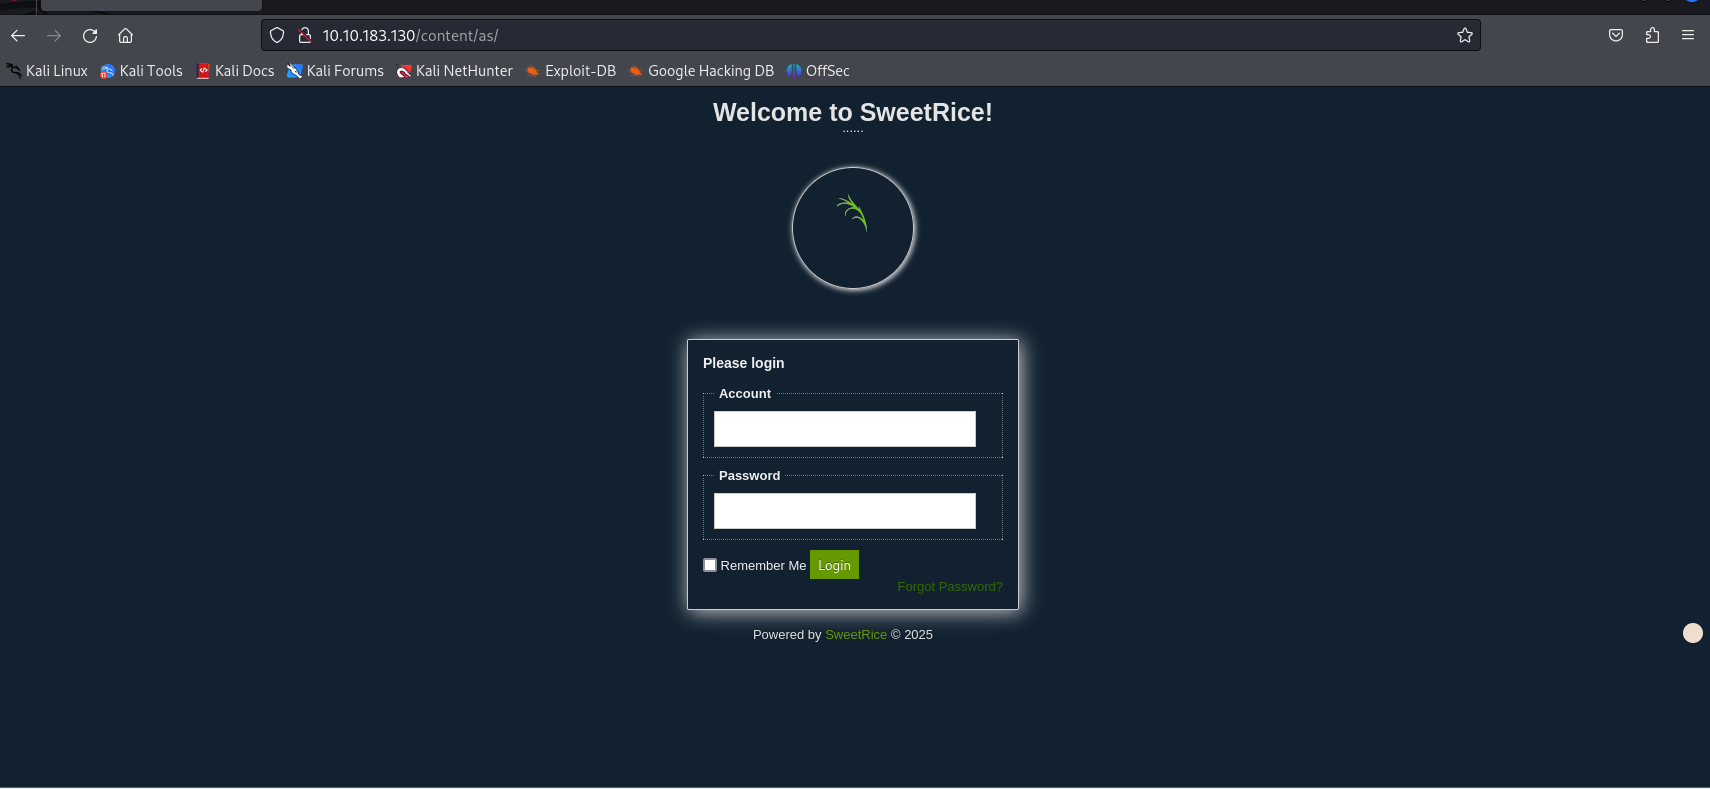 10.10.183.130/content/as/
Kali Linux Kali Tools Kali Docs Kali Forums Kali NetHunter Exploit-DB Google Hacking DB OffSec
Welcome to SweetRice!
......
Please login
Account
Password
Remember Me Login
Forgot Password?
Powered by SweetRice © 2025